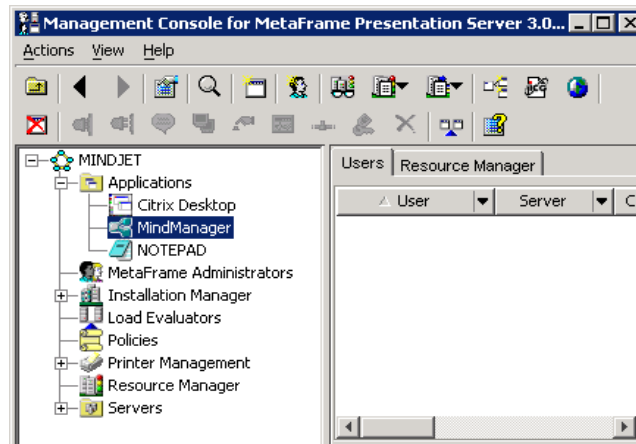 Management Console for MetaFrame Presentation Server 3.0...
Actions View Help
MINDJET
Applications
Citrix Desktop
MindManager
NOTEPAD
MetaFrame Administrators
Installation Manager
Load Evaluators
Policies
Printer Management
Resource Manager
Servers
Users Resource Manager
User Server C